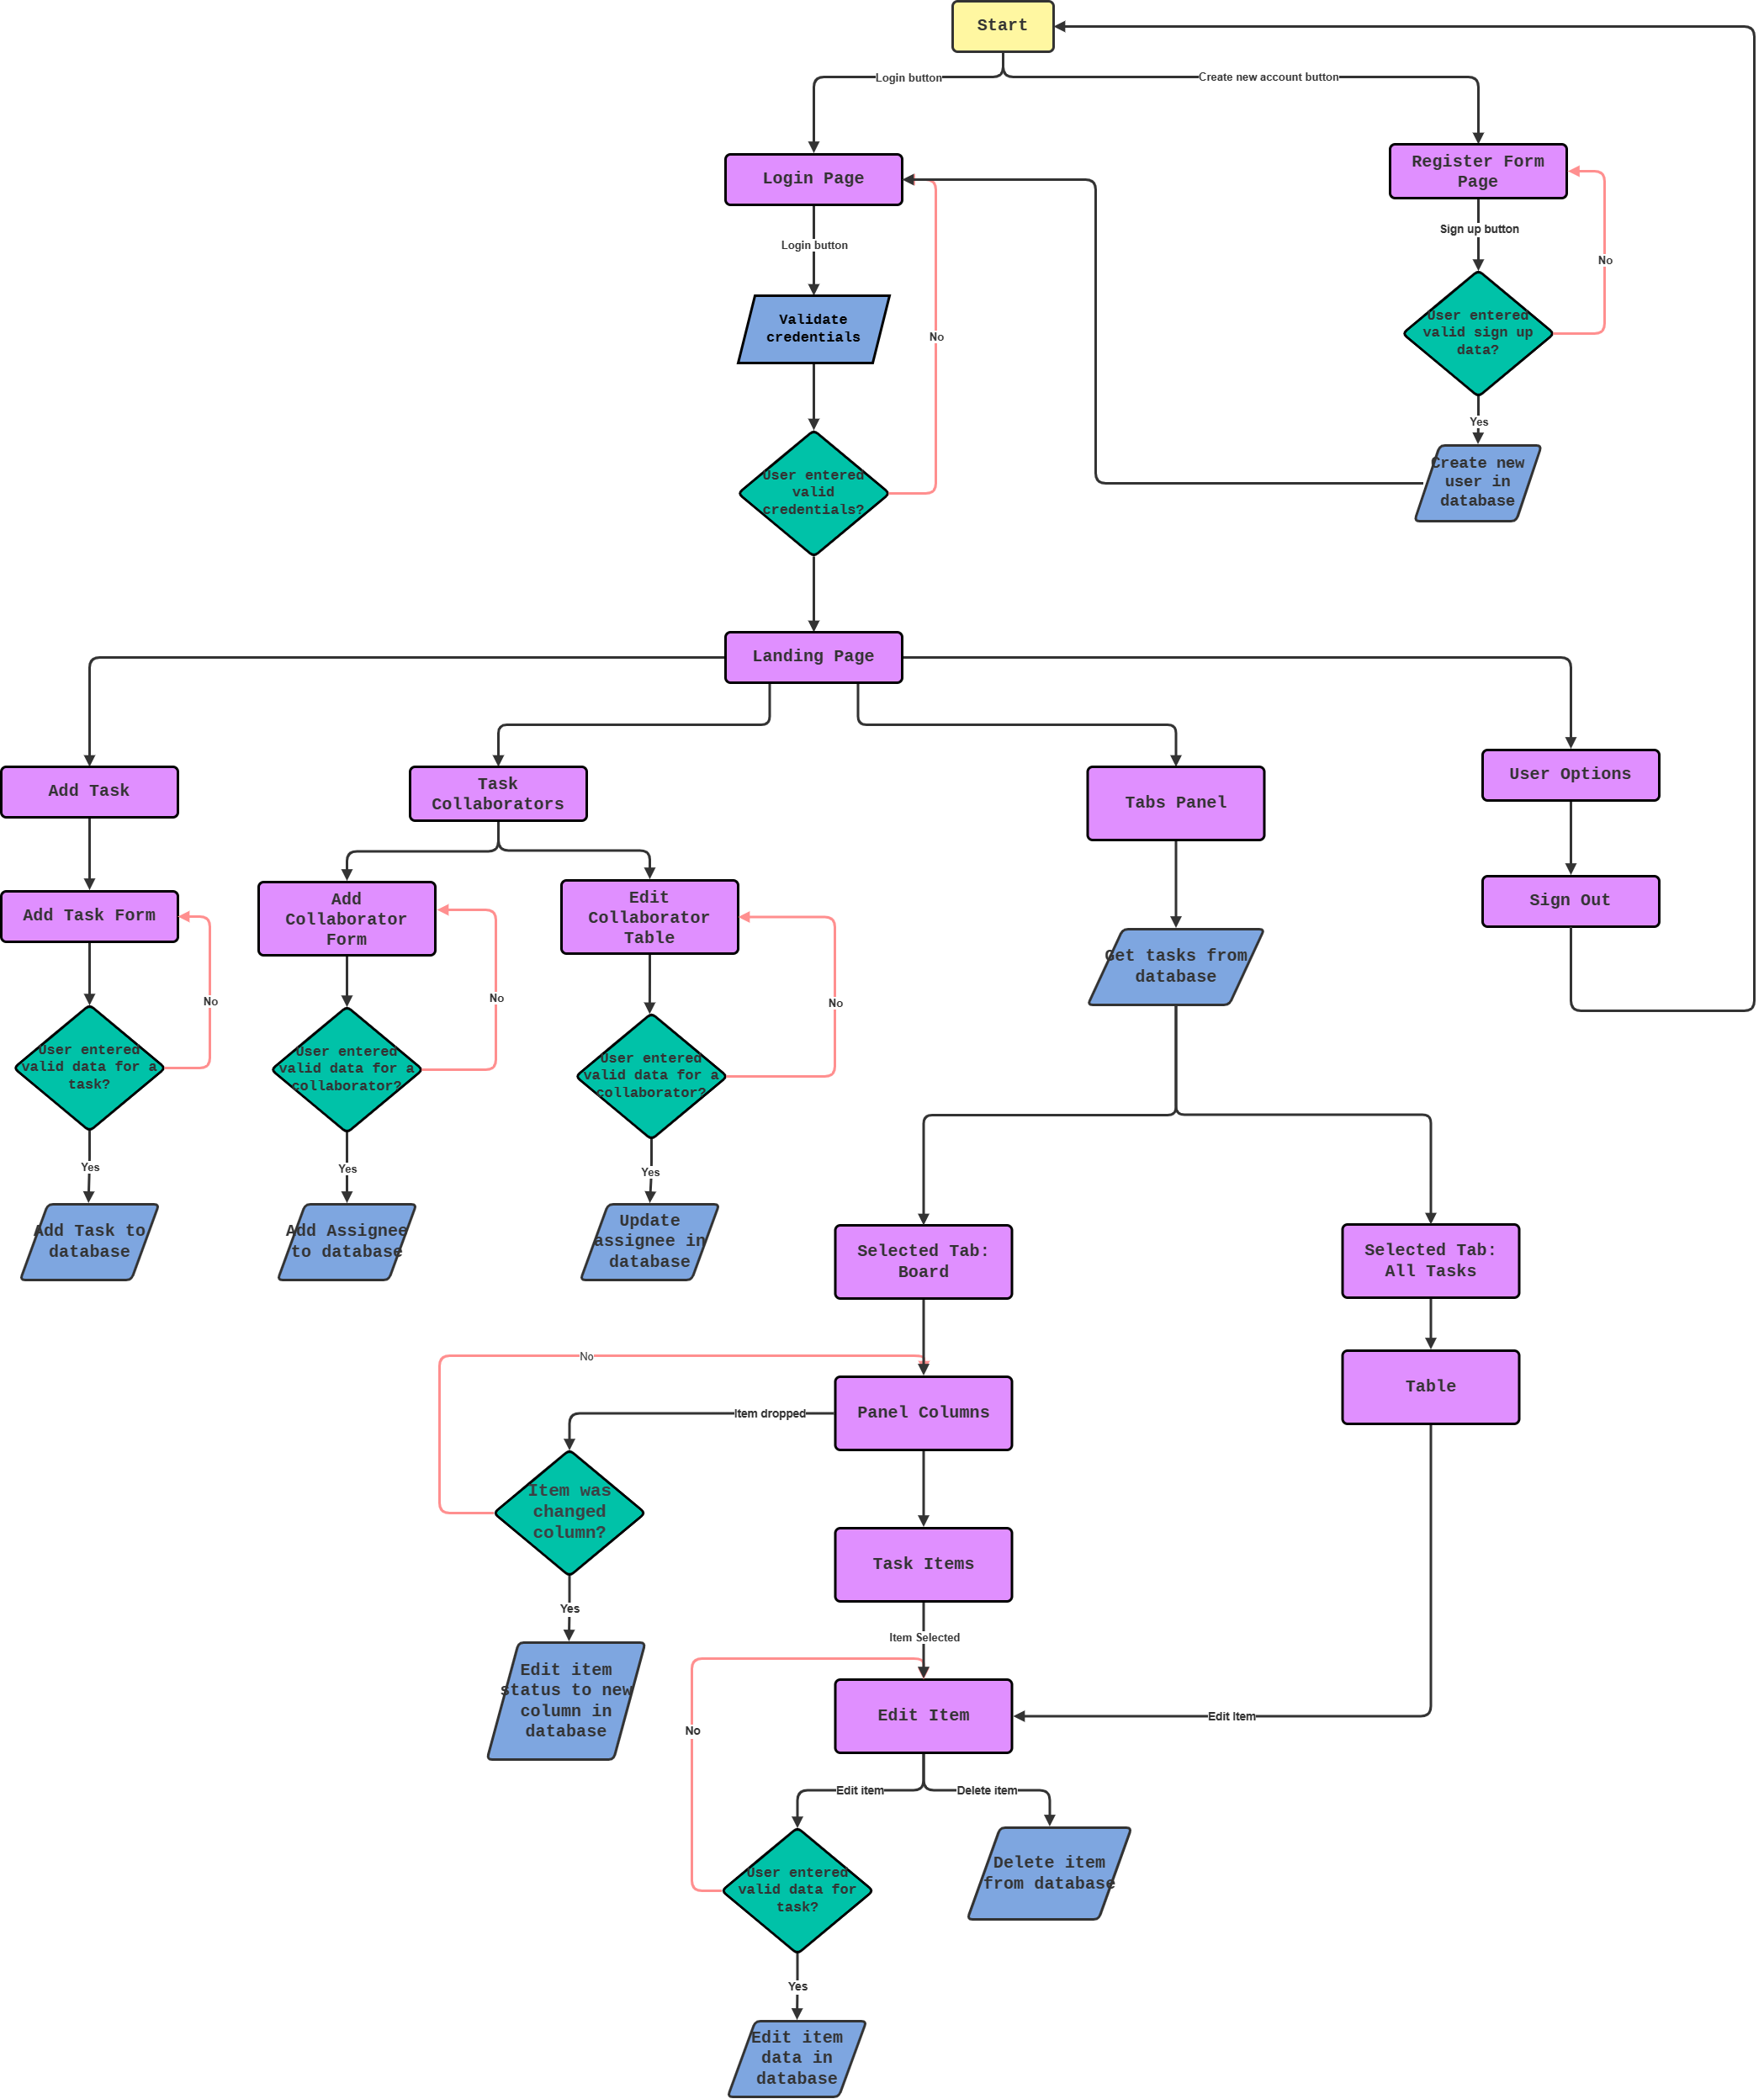 Start
Login button
Create new account button
Login Page
Register Form
Page
Login button
Sign up button
No
Validate
credentials
No
User entered
valid sign up
data?
Yes
User entered
valid
credentials?
Create new
user in
database
Landing Page
Add Task
Task
Collaborators
Tabs Panel
User Options
Add Task Form
Add
Collaborator
Form
Edit
Collaborator
Table
Sign Out
Get tasks from
database
No
No
No
User entered
valid data for a
task?
User entered
valid data for a
collaborator?
User entered
valid data for a
collaborator?
Yes
Yes
Yes
Add Task to
database
Add Assignee
to database
Update
assignee in
database
Selected Tab:
Board
Selected Tab:
All Tasks
No
Table
Item dropped
Panel Columns
Item was
changed
column?
Task Items
Yes
Item Selected
Edit item
status to new
column in
database
No
Edit Item
Edit Item
Edit item
Delete item
User entered
valid data for
task?
Delete item
from database
Yes
Edit item
data in
database